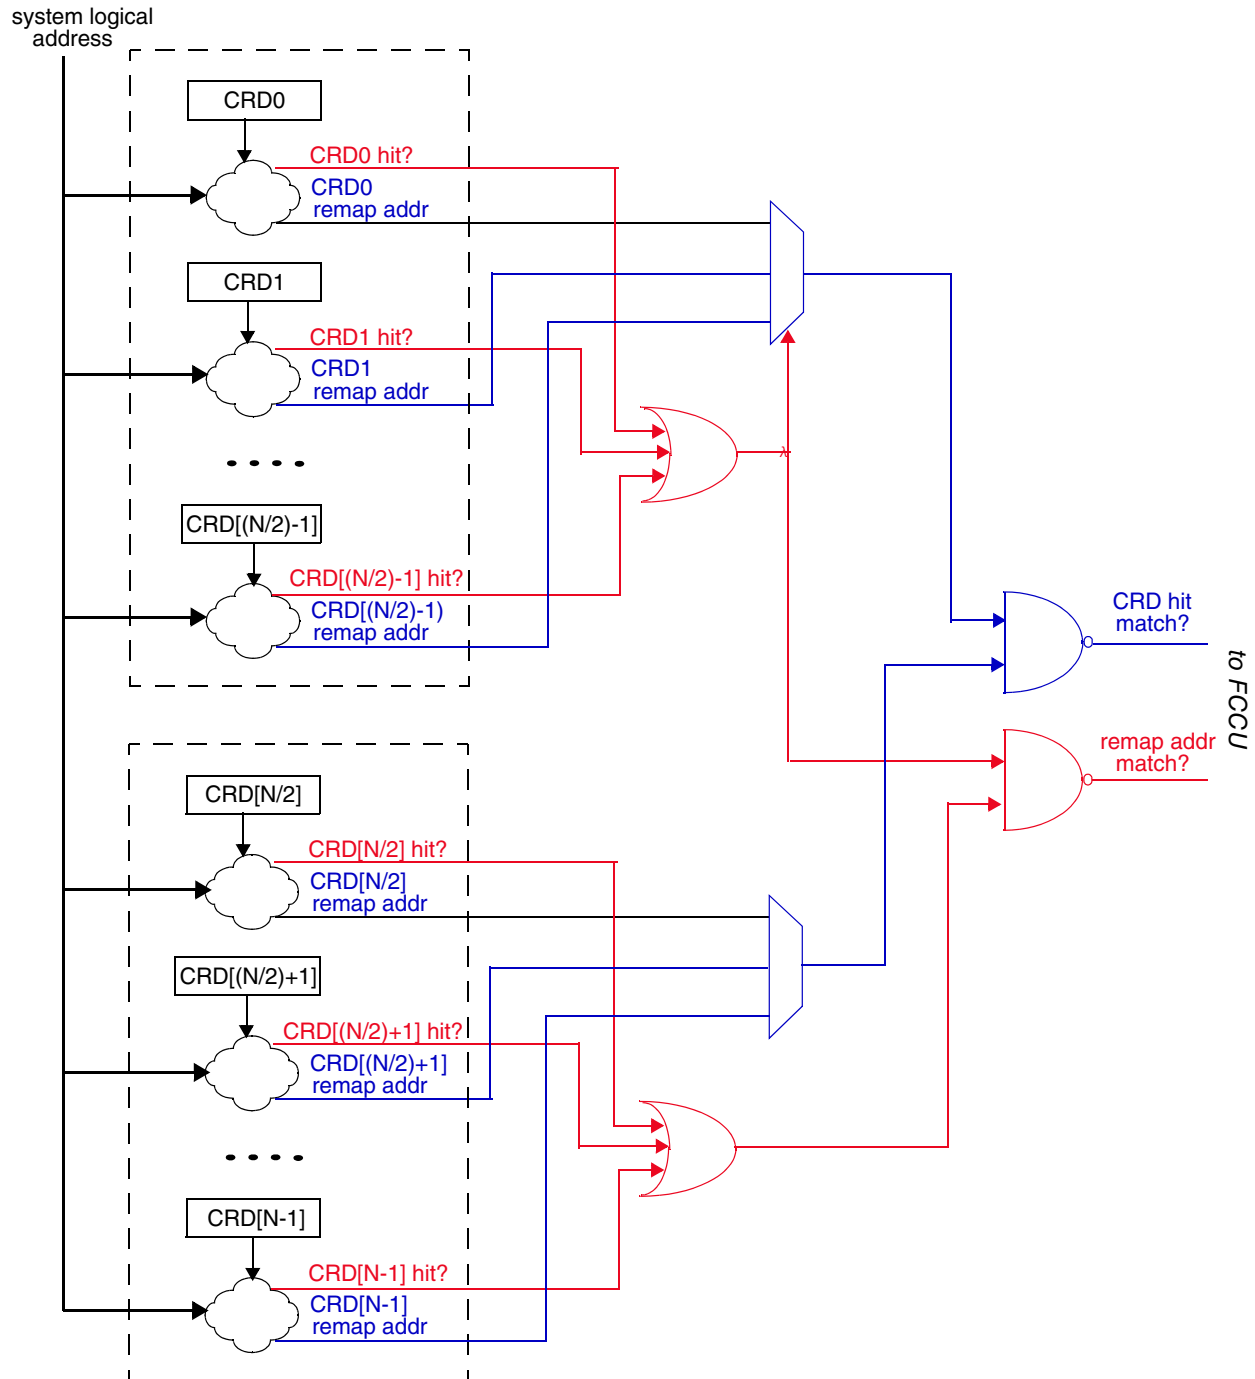 system logical
address
CRD0
CRD0 hit?
CRD0
remap addr
CRD1
CRD1 hit?
CRD1
remap addr
CRD[(N/2)-1]
CRD[(N/2)-1] hit?
CRD[(N/2)-1)
remap addr
CRD hit
match?
to FCCU
remap addr
match?
CRD[N/2]
CRD[N/2] hit?
CRD[N/2]
remap addr
CRD[(N/2)+1]
CRD[(N/2)+1] hit?
CRD[(N/2)+1]
remap addr
CRD[N-1]
CRD[N-1] hit?
CRD[N-1]
remap addr